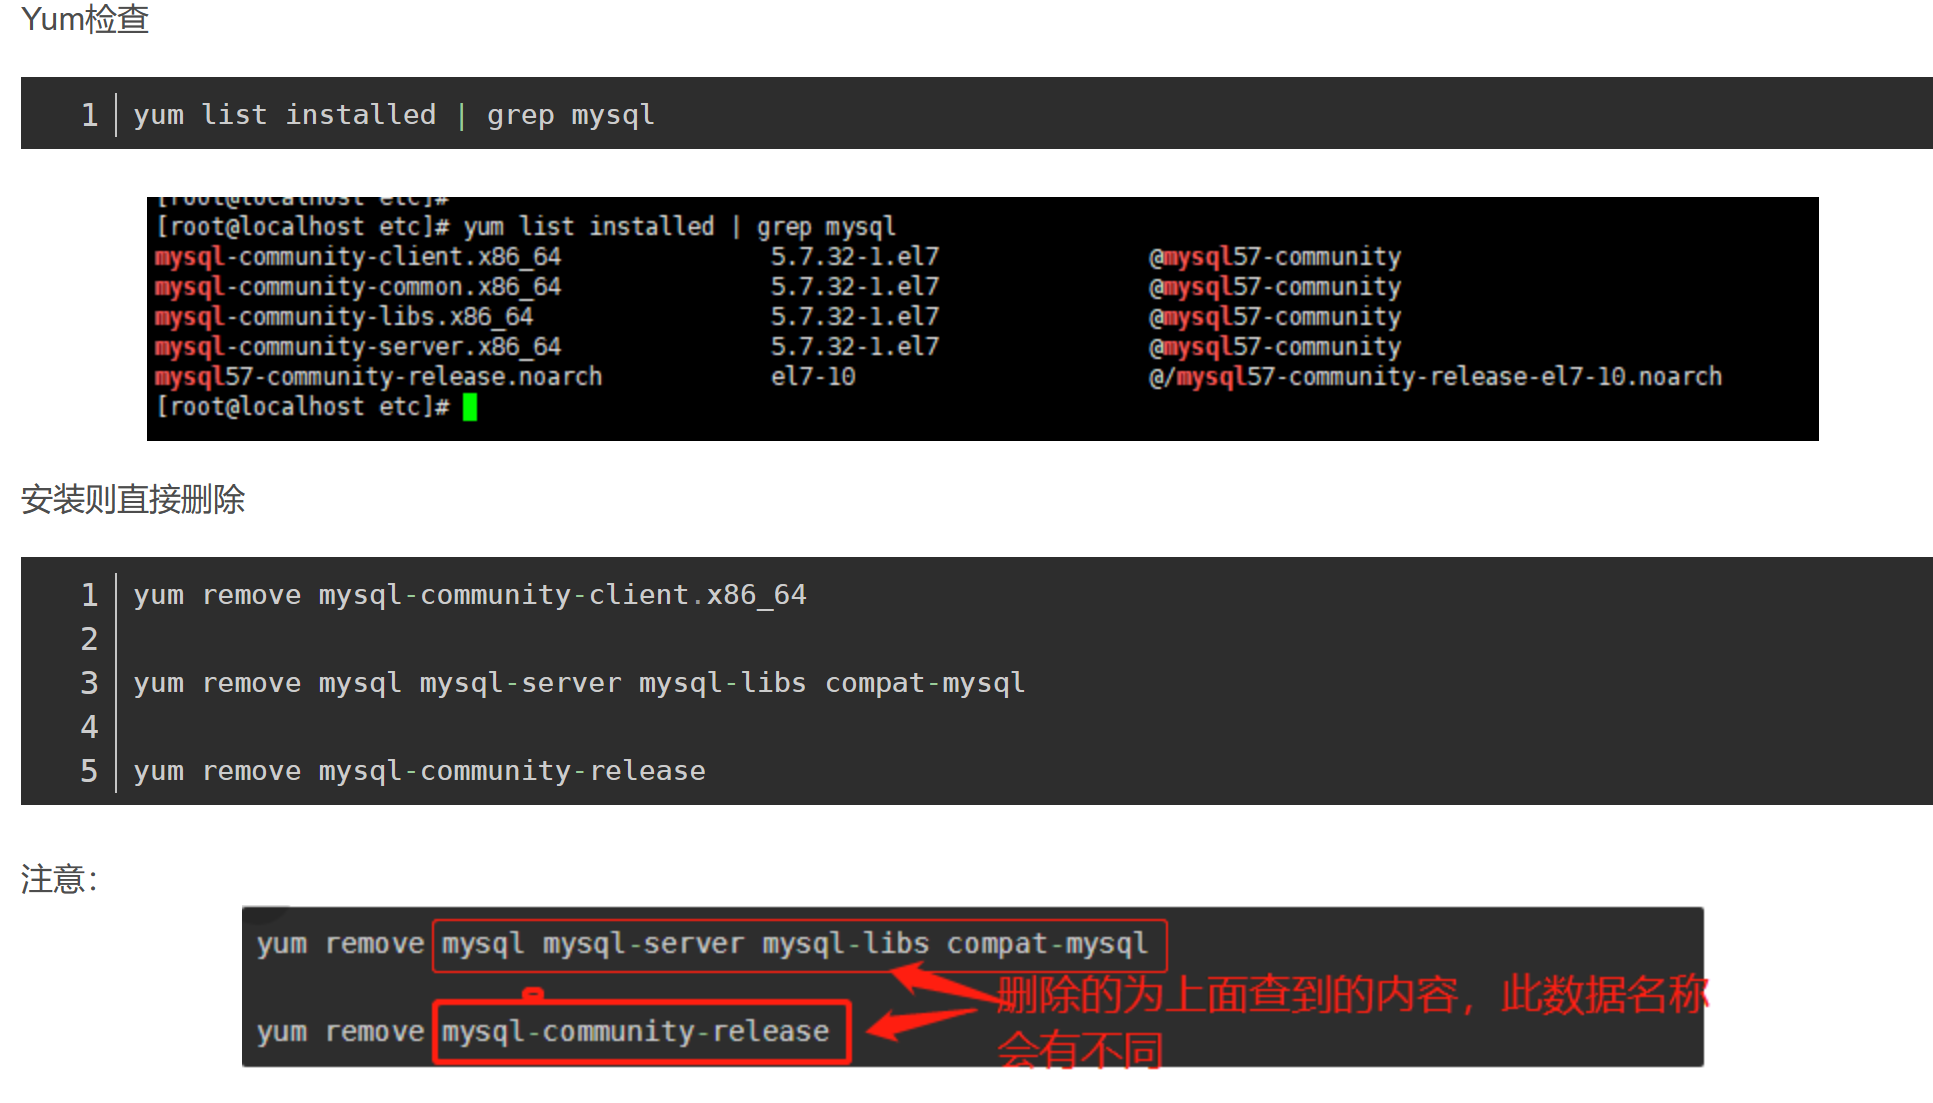 Yum检查
1 yum list installed | grep mysql
[root@localhost etc]#
[root@localhost etc]# yum list installed | grep mysql
mysql-community-client.x86_64 5.7.32-1.el7 @mysql57-community
mysql-community-common.x86_64 5.7.32-1.el7 @mysql57-community
mysql-community-libs.x86_64 5.7.32-1.el7 @mysql57-community
mysql-community-server.x86_64 5.7.32-1.el7 @mysql57-community
mysql57-community-release.noarch el7-10 @/mysql57-community-release-el7-10.noarch
[root@localhost etc]#
安装则直接删除
1 yum remove mysql-community-client.x86_64
2
3 yum remove mysql mysql-server mysql-libs compat-mysql
4
5 yum remove mysql-community-release
注意：
yum remove mysql mysql-server mysql-libs compat-mysql
删除的为上面查到的内容，此数据名称
yum remove mysql-community-release
会有不同